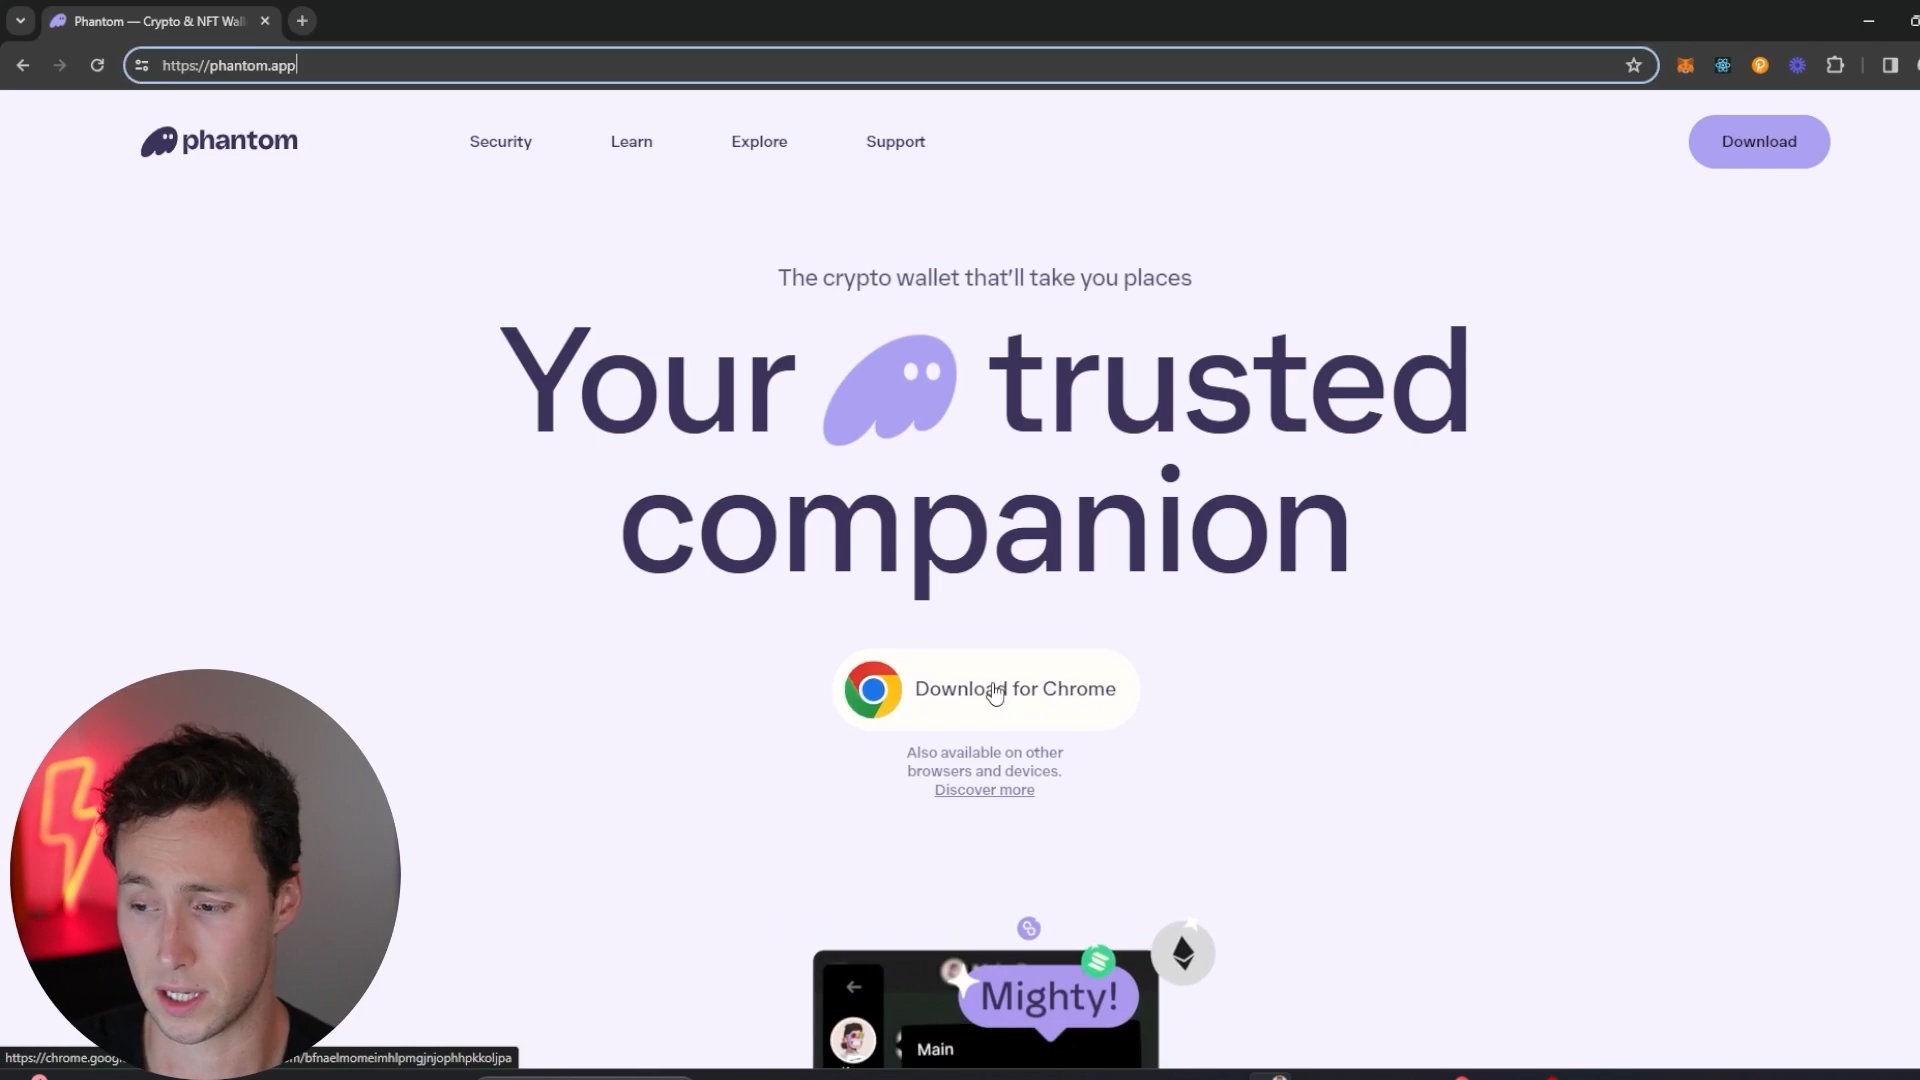 Phantom — Crypto & NFT Wal
https://phantom.app
phantom
Security
Learn
Explore
Support
Download
The crypto wallet that'll take you places
Your trusted
companion
Download for Chrome
Also available on other
browsers and devices.
Discover more
Mighty!
Main
https://chrome.goog
/bfnaelmomeimhlpmgjnjophhpkkoljpa